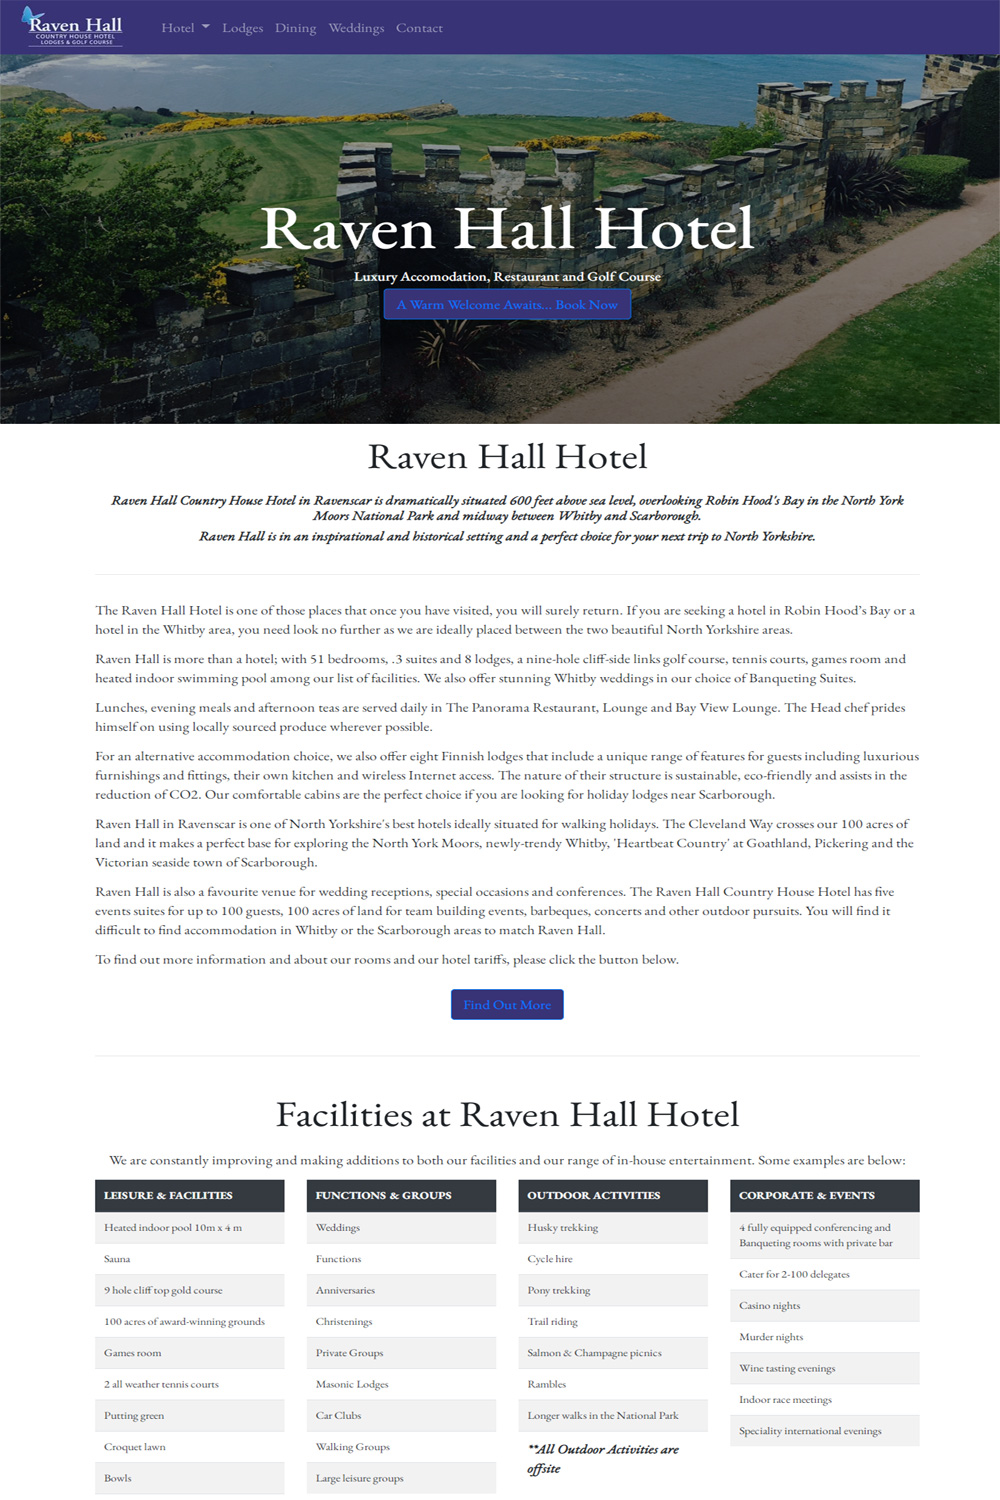 Raven Hall
COUNTRY HOUSE HOTEL
LODGES & GOLF COURSE
Hotel Lodges Dining Weddings Contact
Raven Hall Hotel
Luxury Accomodation, Restaurant and Golf Course
A Warm Welcome Awaits... Book Now
Raven Hall Hotel
Raven Hall Country House Hotel in Ravenscar is dramatically situated 600 feet above sea level, overlooking Robin Hood's Bay in the North York
Moors National Park and midway between Whitby and Scarborough.
Raven Hall is in an inspirational and historical setting and a perfect choice for your next trip to North Yorkshire.
The Raven Hall Hotel is one of those places that once you have visited, you will surely return. If you are seeking a hotel in Robin Hood’s Bay or a
hotel in the Whitby area, you need look no further as we are ideally placed between the two beautiful North Yorkshire areas.
Raven Hall is more than a hotel; with 51 bedrooms, .3 suites and 8 lodges, a nine-hole cliff-side links golf course, tennis courts, games room and
heated indoor swimming pool among our list of facilities. We also offer stunning Whitby weddings in our choice of Banqueting Suites.
Lunches, evening meals and afternoon teas are served daily in The Panorama Restaurant, Lounge and Bay View Lounge. The Head chef prides
himself on using locally sourced produce wherever possible.
For an alternative accommodation choice, we also offer eight Finnish lodges that include a unique range of features for guests including luxurious
furnishings and fittings, their own kitchen and wireless Internet access. The nature of their structure is sustainable, eco-friendly and assists in the
reduction of CO2. Our comfortable cabins are the perfect choice if you are looking for holiday lodges near Scarborough.
Raven Hall in Ravenscar is one of North Yorkshire's best hotels ideally situated for walking holidays. The Cleveland Way crosses our 100 acres of
land and it makes a perfect base for exploring the North York Moors, newly-trendy Whitby, 'Heartbeat Country' at Goathland, Pickering and the
Victorian seaside town of Scarborough.
Raven Hall is also a favourite venue for wedding receptions, special occasions and conferences. The Raven Hall Country House Hotel has five
events suites for up to 100 guests, 100 acres of land for team building events, barbeques, concerts and other outdoor pursuits. You will find it
difficult to find accommodation in Whitby or the Scarborough areas to match Raven Hall.
To find out more information and about our rooms and our hotel tariffs, please click the button below.
Find Out More
Facilities at Raven Hall Hotel
We are constantly improving and making additions to both our facilities and our range of in-house entertainment. Some examples are below:
LEISURE & FACILITIES
Heated indoor pool 10m x 4 m
Sauna
9 hole cliff top gold course
100 acres of award-winning grounds
Games room
2 all weather tennis courts
Putting green
Croquet lawn
Bowls
FUNCTIONS & GROUPS
Weddings
Functions
Anniversaries
Christenings
Private Groups
Masonic Lodges
Car Clubs
Walking Groups
Large leisure groups
OUTDOOR ACTIVITIES
Husky trekking
Cycle hire
Pony trekking
Trail riding
Salmon & Champagne picnics
Rambles
Longer walks in the National Park
**All Outdoor Activities are
offsite
CORPORATE & EVENTS
4 fully equipped conferencing and
Banqueting rooms with private bar
Cater for 2-100 delegates
Casino nights
Murder nights
Wine tasting evenings
Indoor race meetings
Speciality international evenings